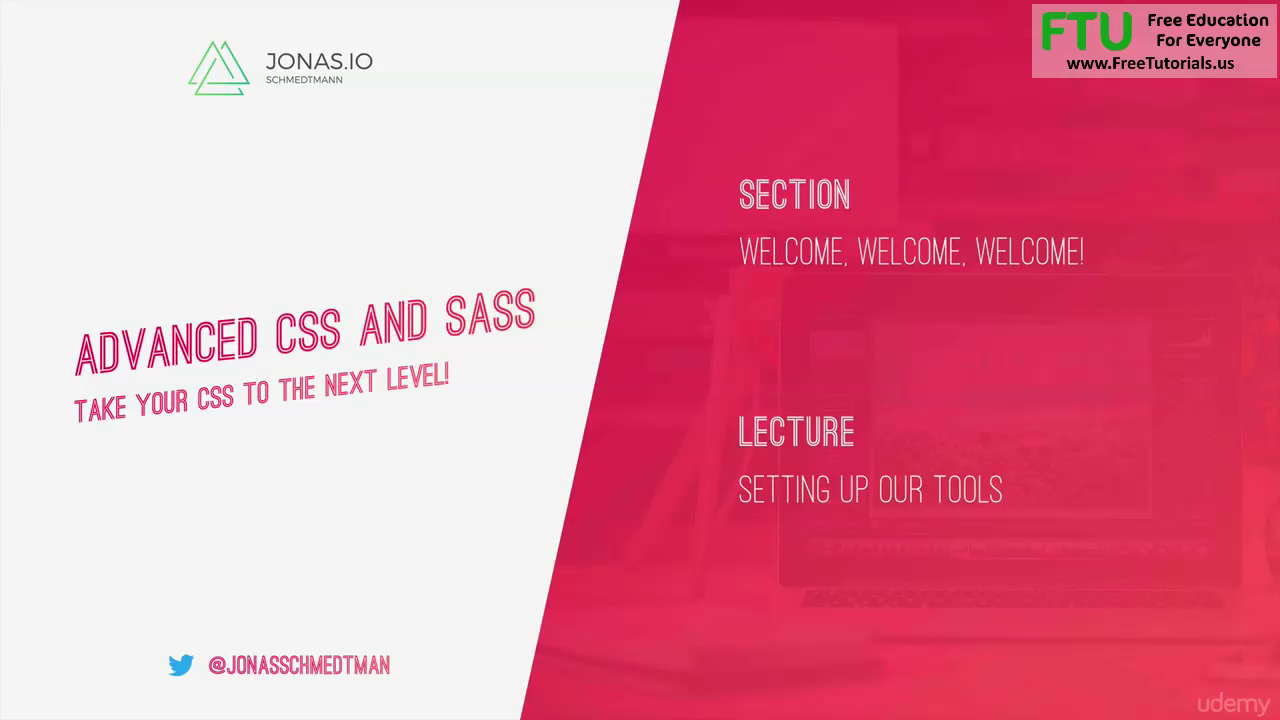 JONAS.IO
SCHMEDTMANN
ADVANCED CSS AND SASS
TAKE YOUR CSS TO THE NEXT LEVEL!
@JONASSCHMEDTMAN
FTU Free Education
For Everyone
www.FreeTutorials.us
SECTION
WELCOME, WELCOME, WELCOME!
LECTURE
SETTING UP OUR TOOLS
udemy